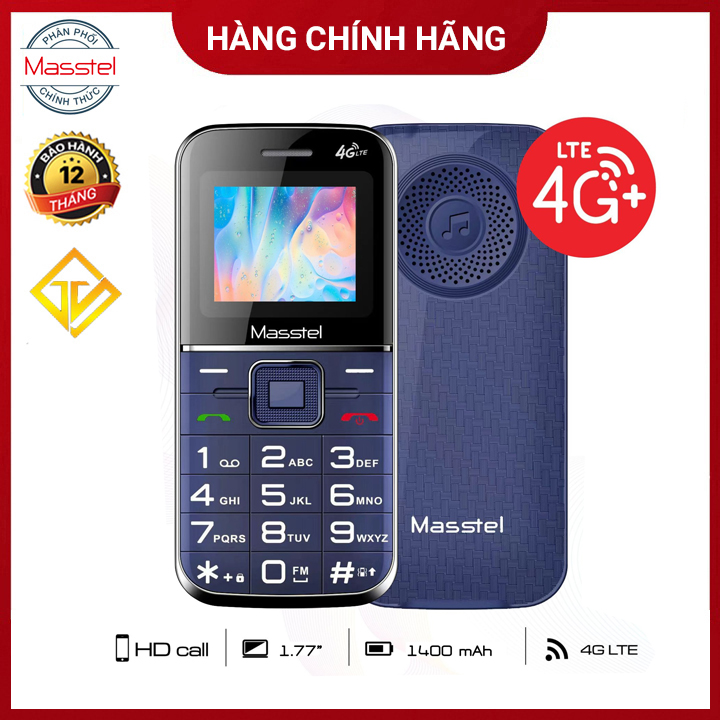 HÀNG CHÍNH HÃNG
PHÂN PHỐI
Masstel
CHÍNH THỨC
BẢO HÀNH
12
THÁNG
4G LTE
LTE
4G+
Masstel
1
2 ABC
3 DEF
4 GHI
5 JKL
6 MNO
7 PQRS
8 TUV
9 WXYZ
* +
0 FM
#
Masstel
HD call
1.77"
1400 mAh
4G LTE